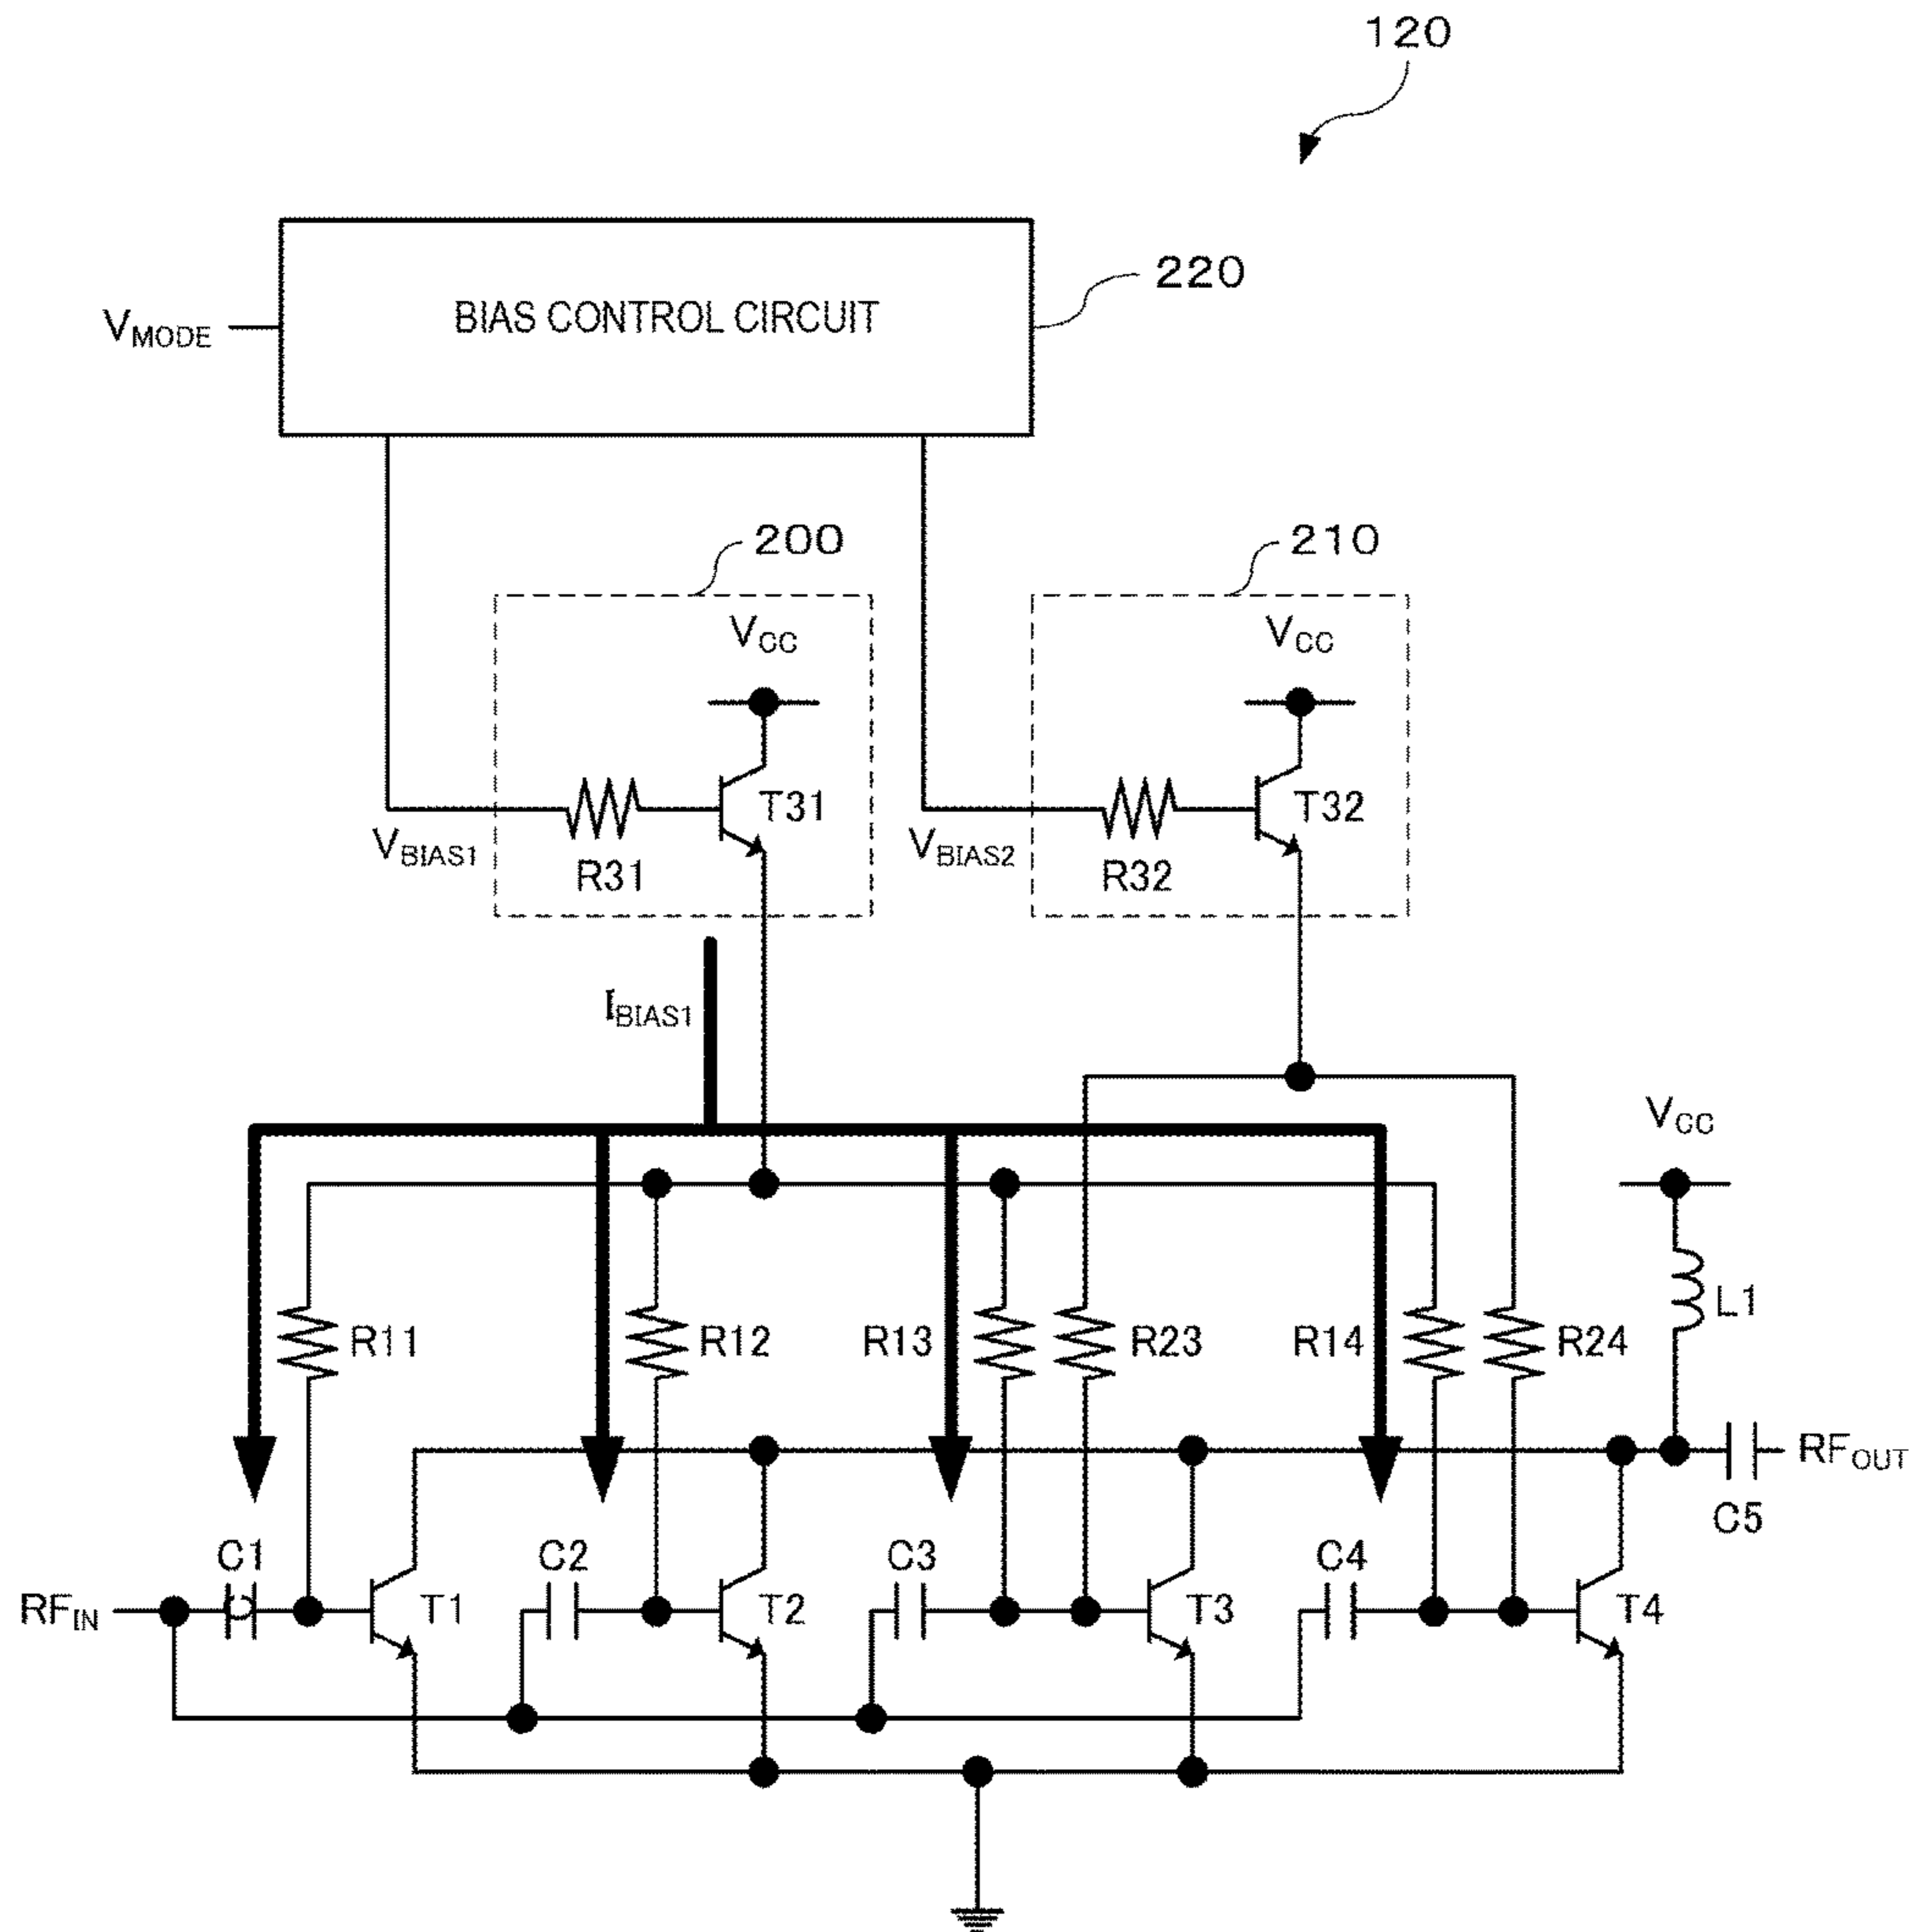 120
BIAS CONTROL CIRCUIT
220
VMODE
200
210
VCC
VCC
T31
T32
VBIAS1
R31
VBIAS2
R32
IBIAS1
VCC
L1
R11
R12
R13
R23
R14
R24
RFOUT
C5
C1
C2
C3
C4
RFIN
T1
T2
T3
T4